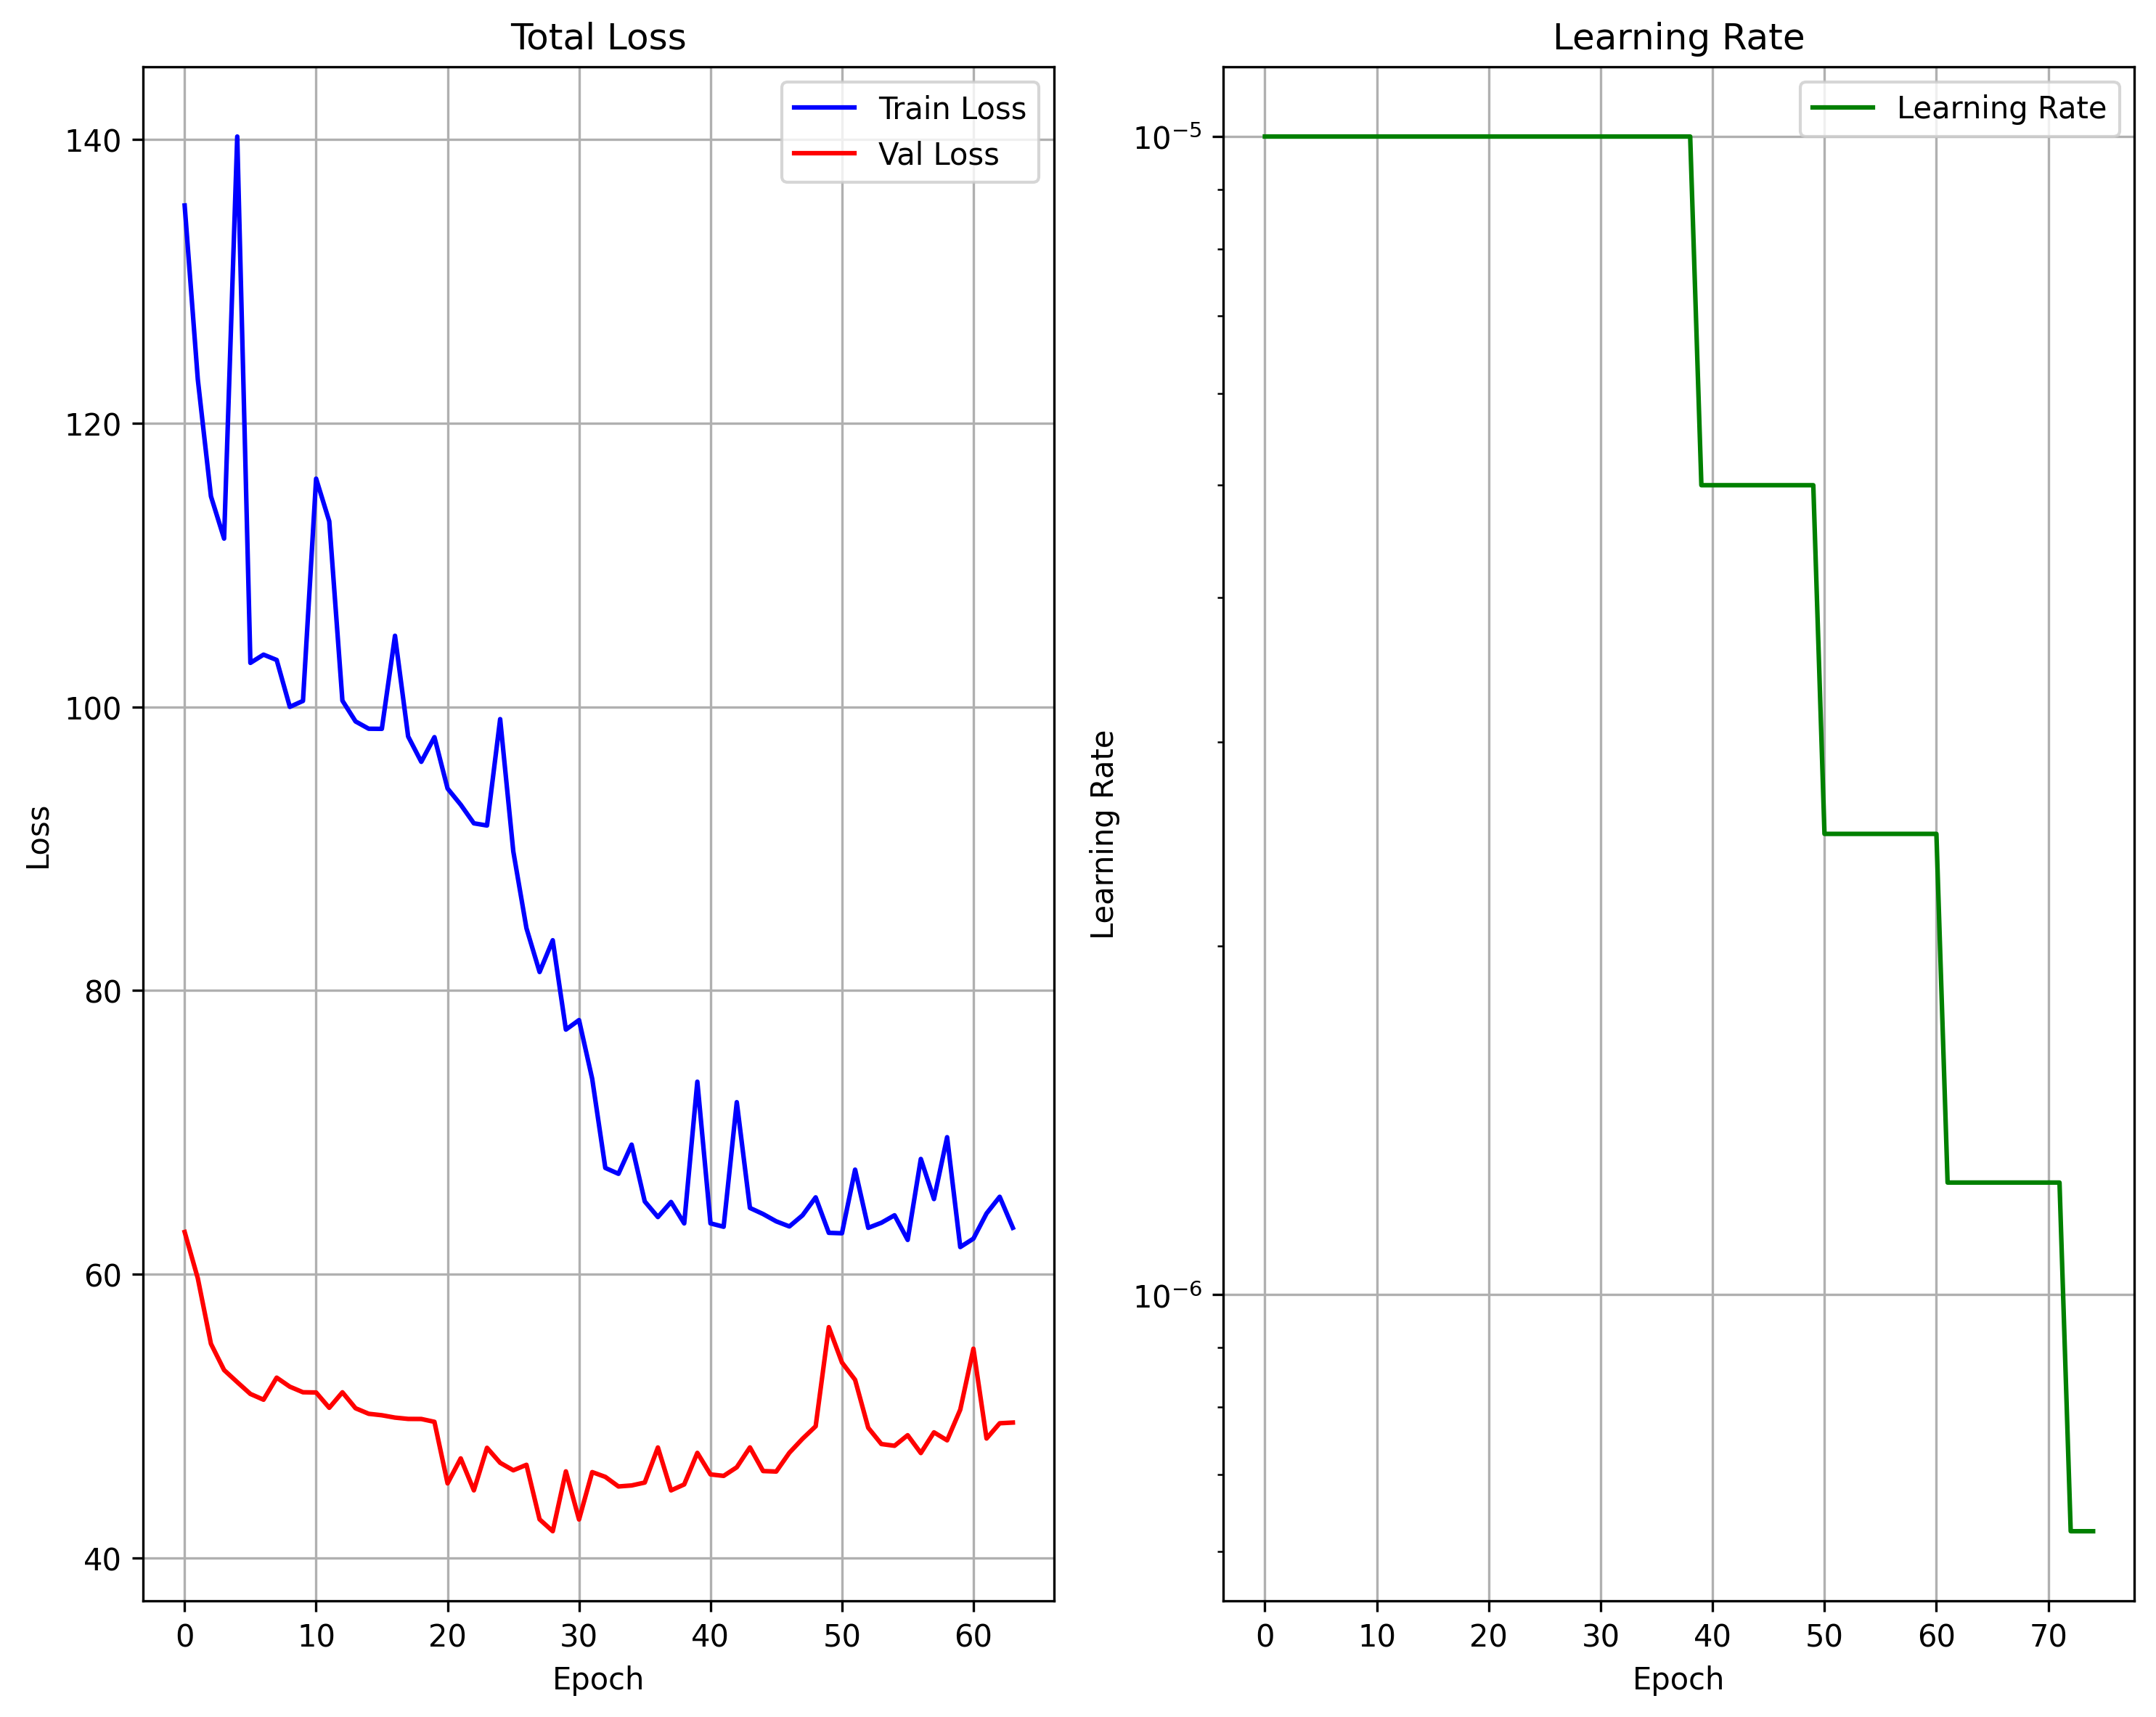 Total Loss
Train Loss
Val Loss
140
120
100
80
60
40
Loss
0 10 20 30 40 50 60
Epoch
Learning Rate
Learning Rate
10⁻⁵
10⁻⁶
Learning Rate
0 10 20 30 40 50 60 70
Epoch